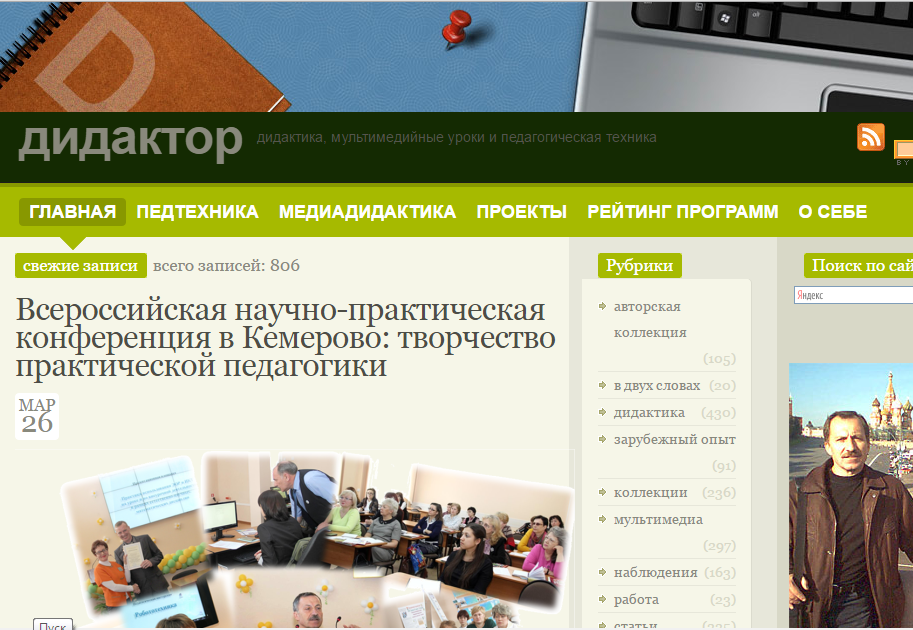 дидактор
дидактика, мультимедийные уроки и педагогическая техника
ГЛАВНАЯ ПЕДТЕХНИКА МЕДИАДИДАКТИКА ПРОЕКТЫ РЕЙТИНГ ПРОГРАММ О СЕБЕ
свежие записи всего записей: 806
Всероссийская научно-практическая
конференция в Кемерово: творчество
практической педагогики
МАР
26
Пуск
Рубрики
авторская
коллекция
(105)
в двух словах (20)
дидактика (430)
зарубежный опыт
(91)
коллекции (236)
мультимедиа
(297)
наблюдения (163)
работа (23)
статьи
Поиск по сай
Яндекс